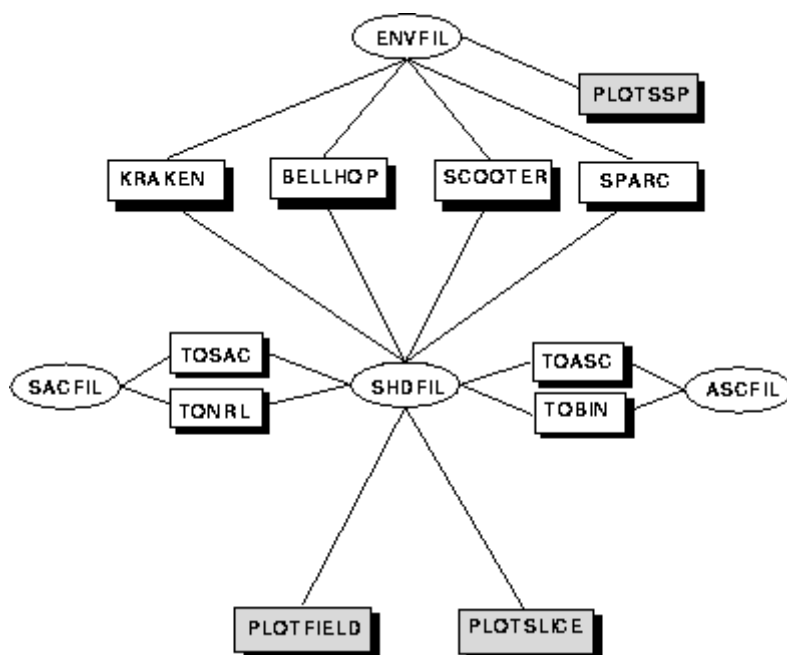 ENVFIL
PLOTSSP
KRAKEN
BELLHOP
SCOOTER
SPARC
TOSAC
TOASC
SACFIL
SHDFIL
ASCFIL
TONRL
TOBIN
PLOTFIELD
PLOTSLICE